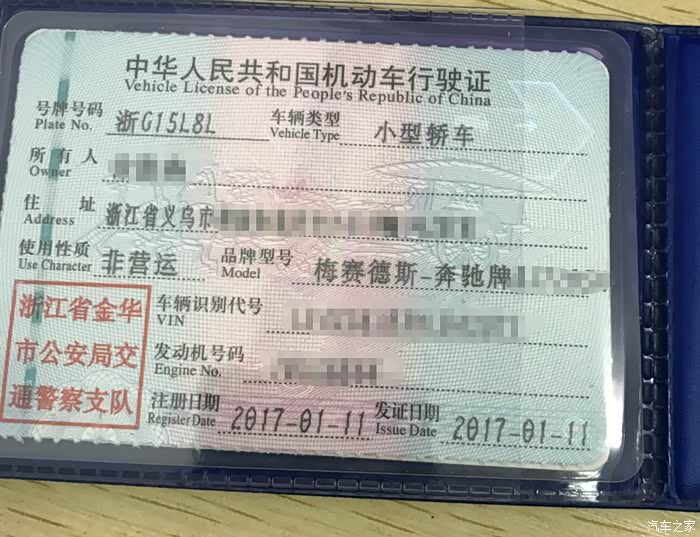 中华人民共和国机动车行驶证
Vehicle License of the People's Republic of China
号牌号码 浙G15L8L 车辆类型 小型轿车
Plate No. Vehicle Type
所有人
Owner
住址 浙江省义乌市
Address
使用性质 非营运 品牌型号 梅赛德斯-奔驰牌
Use Character Model
浙江省金华
市公安局交
通警察支队
车辆识别代号
VIN
发动机号码
Engine No.
注册日期 2017-01-11 发证日期 2017-01-11
Register Date Issue Date
汽车之家